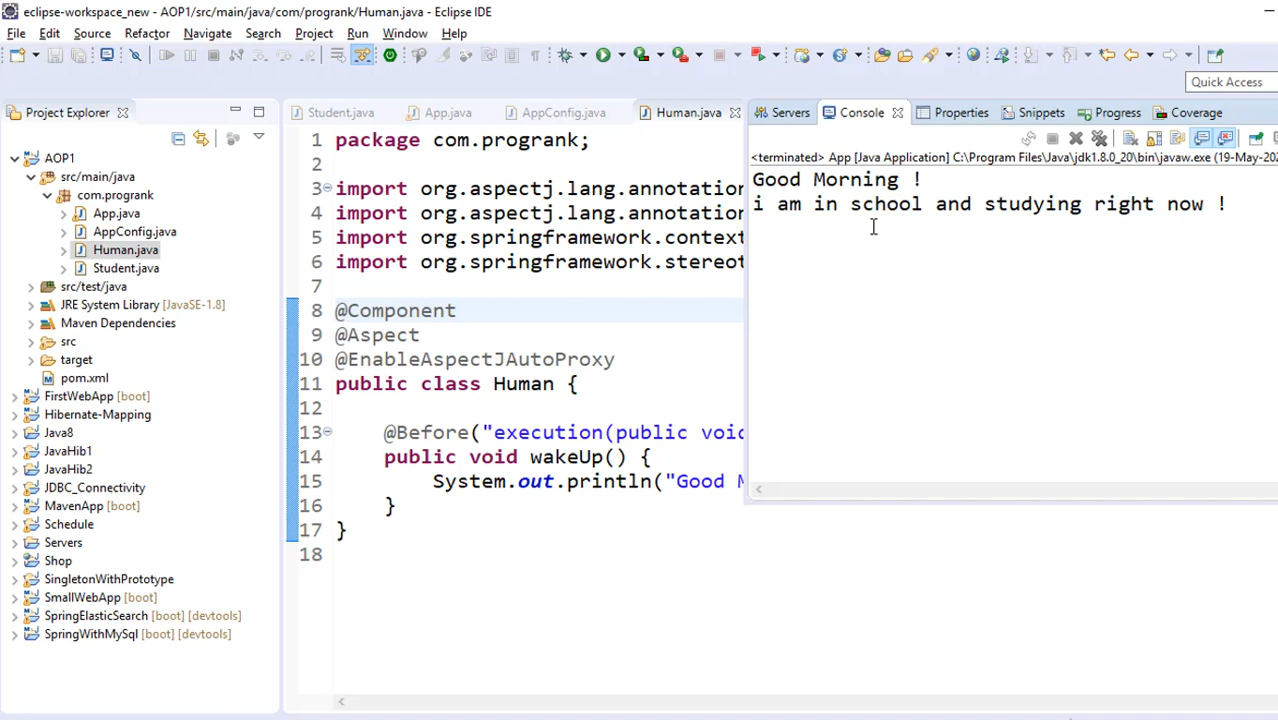 eclipse-workspace_new - AOP1/src/main/java/com/progrank/Human.java - Eclipse IDE
File Edit Source Refactor Navigate Search Project Run Window Help
Quick Access
Project Explorer
AOP1
src/main/java
com.progrank
App.java
AppConfig.java
Human.java
Student.java
src/test/java
JRE System Library [JavaSE-1.8]
Maven Dependencies
src
target
pom.xml
FirstWebApp [boot]
Hibernate-Mapping
Java8
JavaHib1
JavaHib2
JDBC_Connectivity
MavenApp [boot]
Schedule
Servers
Shop
SingletonWithPrototype
SmallWebApp [boot]
SpringElasticSearch [boot] [devtools]
SpringWithMySql [boot] [devtools]
Student.java App.java AppConfig.java Human.java
1 package com.progrank;
2
3 import org.aspectj.lang.annotation
4 import org.aspectj.lang.annotation
5 import org.springframework.context
6 import org.springframework.stereot
7
8 @Component
9 @Aspect
10 @EnableAspectJAutoProxy
11 public class Human {
12
13 @Before("execution(public void
14 public void wakeUp() {
15 System.out.println("Good M
16 }
17 }
18
Servers Console Properties Snippets Progress Coverage
<terminated> App [Java Application] C:\Program Files\Java\jdk1.8.0_20\bin\javaw.exe (19-May-202
Good Morning !
i am in school and studying right now !